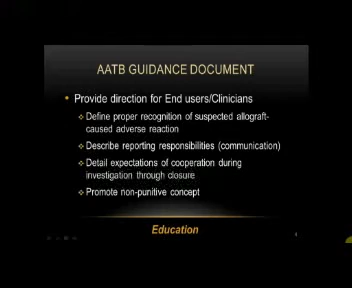 AATB GUIDANCE DOCUMENT
• Provide direction for End users/Clinicians
Define proper recognition of suspected allograft-
caused adverse reaction
Describe reporting responsibilities (communication)
Detail expectations of cooperation during
investigation through closure
Promote non-punitive concept
Education
4